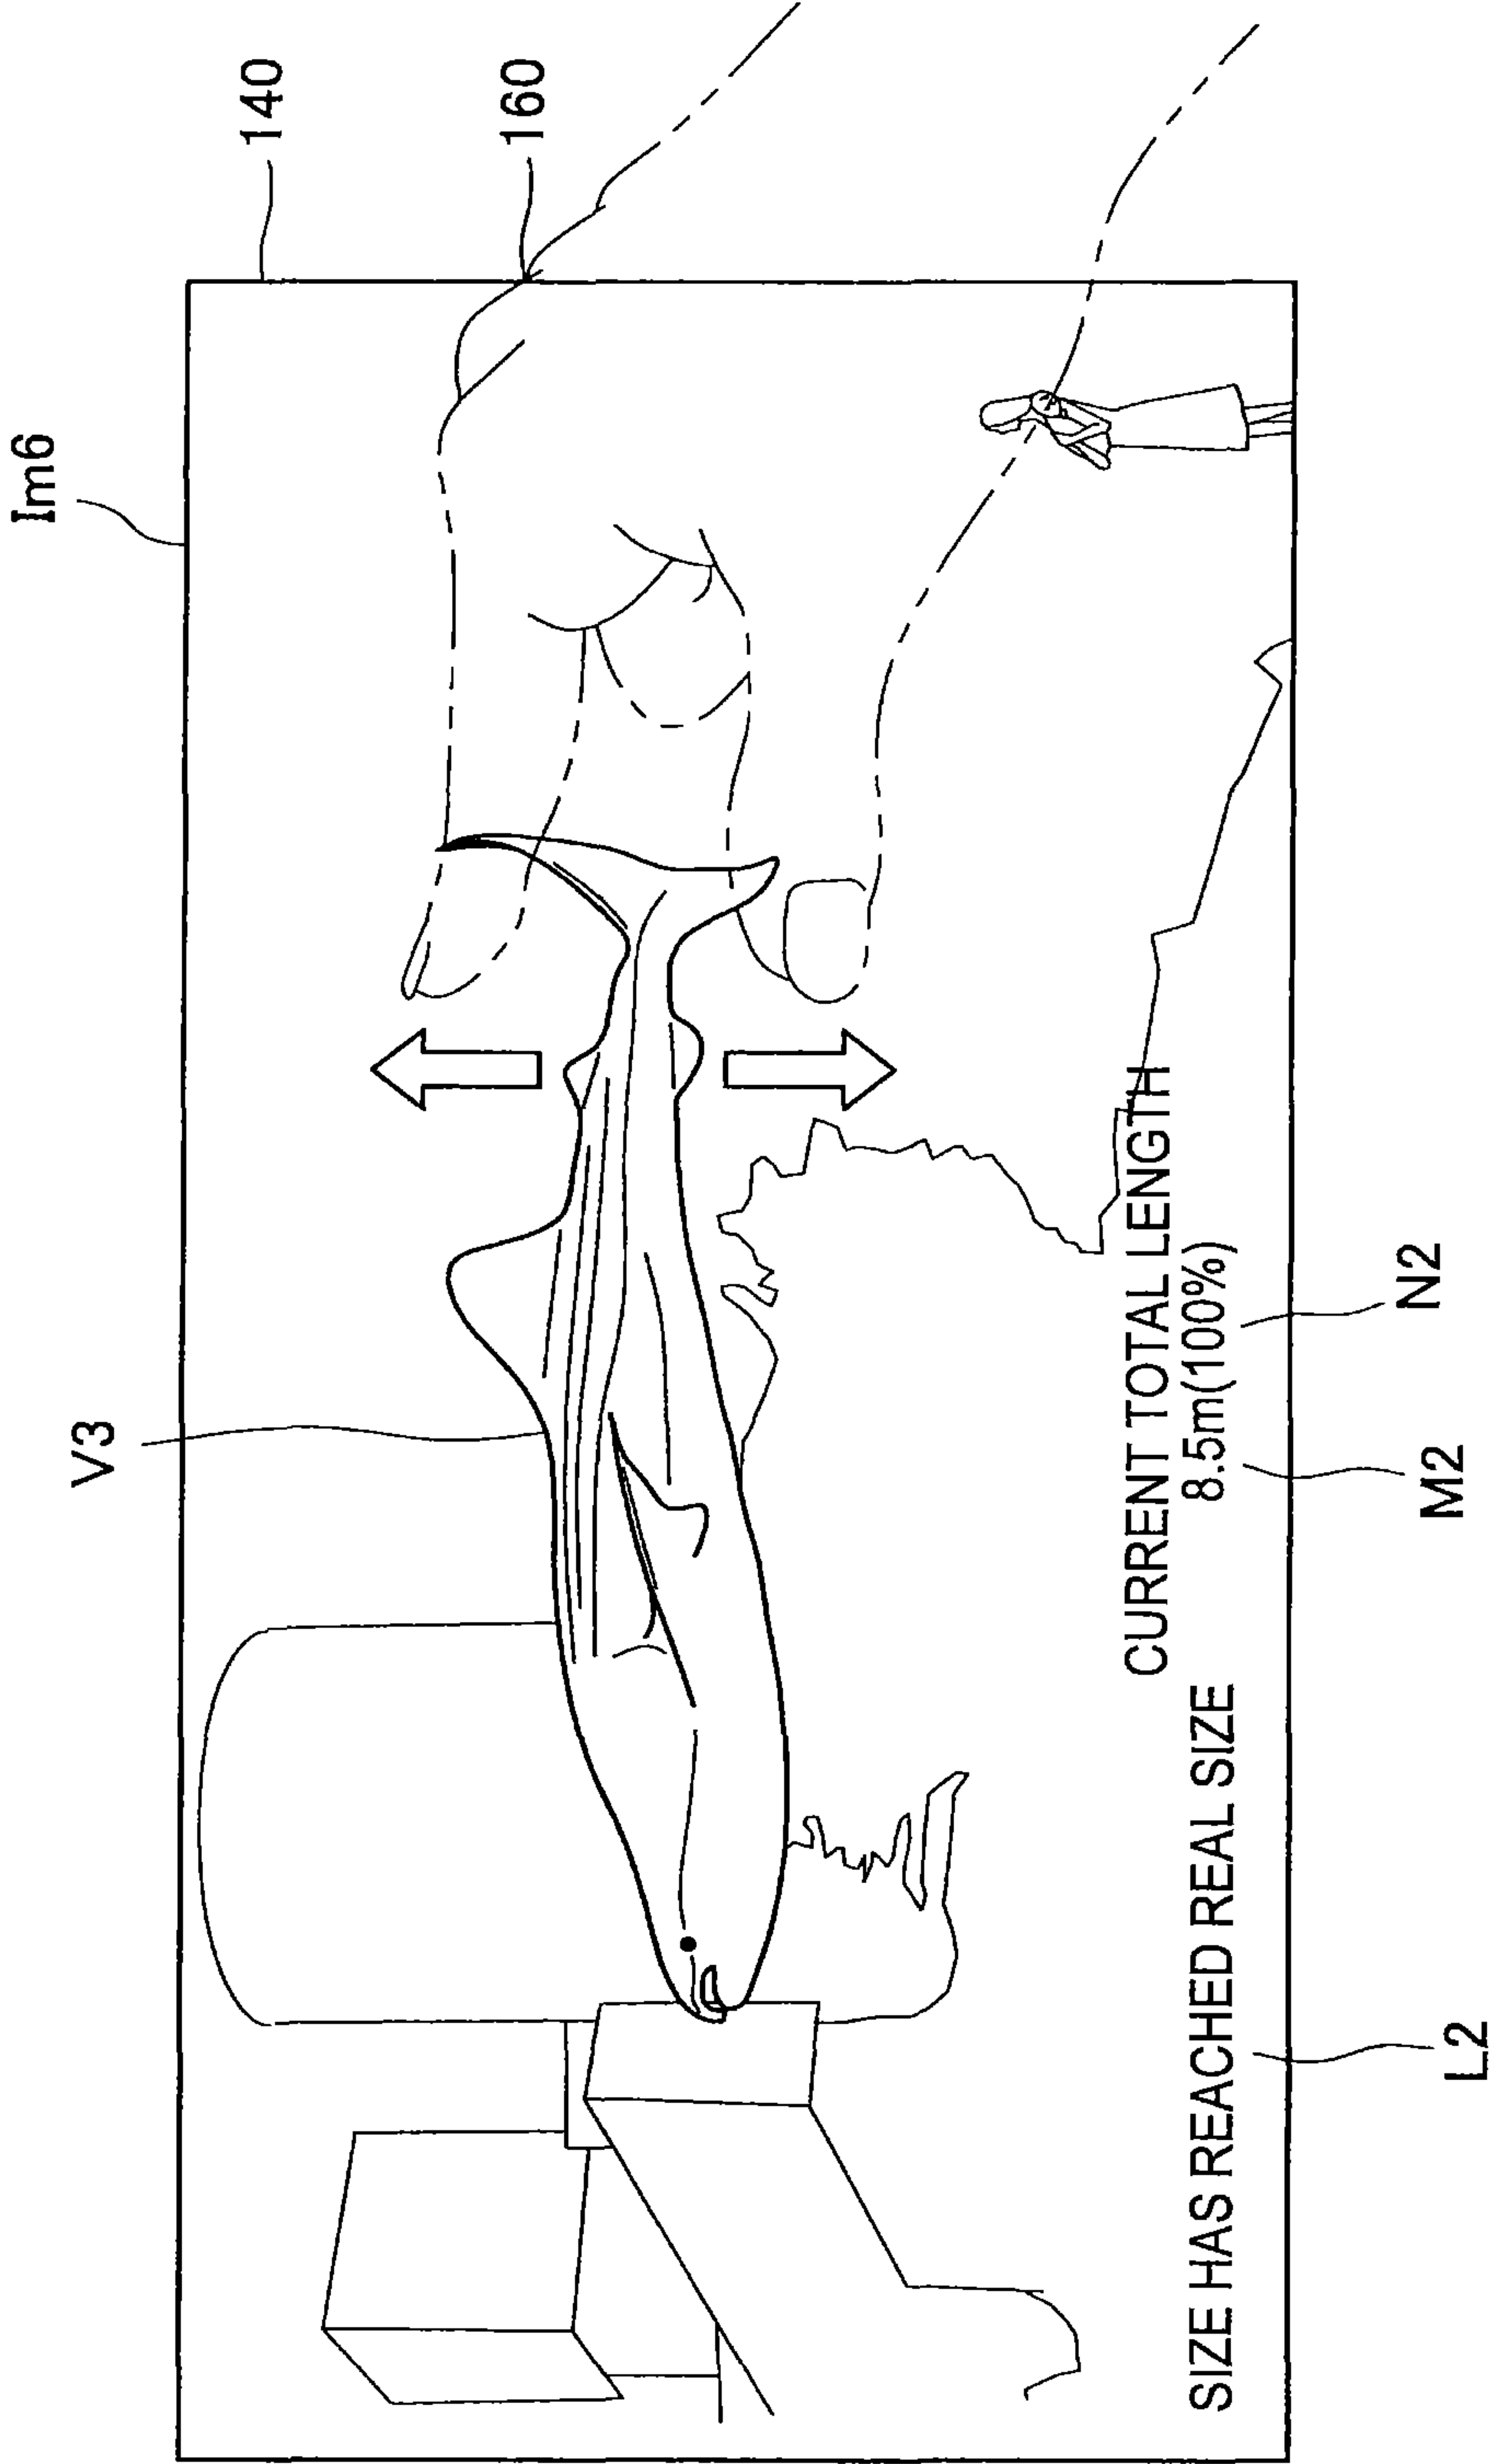 Im6
140
160
V3
CURRENT TOTAL LENGTH
8.5m(100%)
SIZE HAS REACHED REAL SIZE
N2
M2
L2